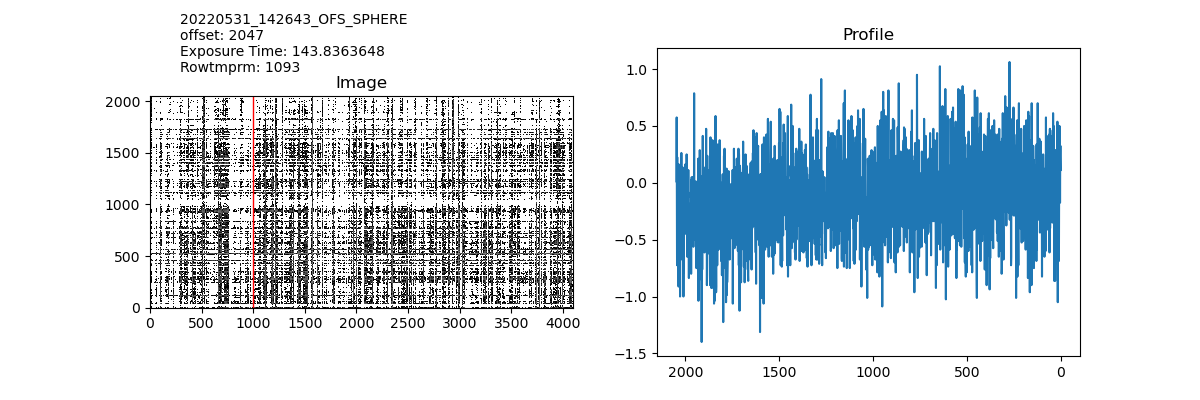 20220531_142643_OFS_SPHERE
offset: 2047
Exposure Time: 143.8363648
Rowtmprm: 1093
Image
2000
1500
1000
500
0
0 500 1000 1500 2000 2500 3000 3500 4000
Profile
1.0
0.5
0.0
−0.5
−1.0
−1.5
2000 1500 1000 500 0